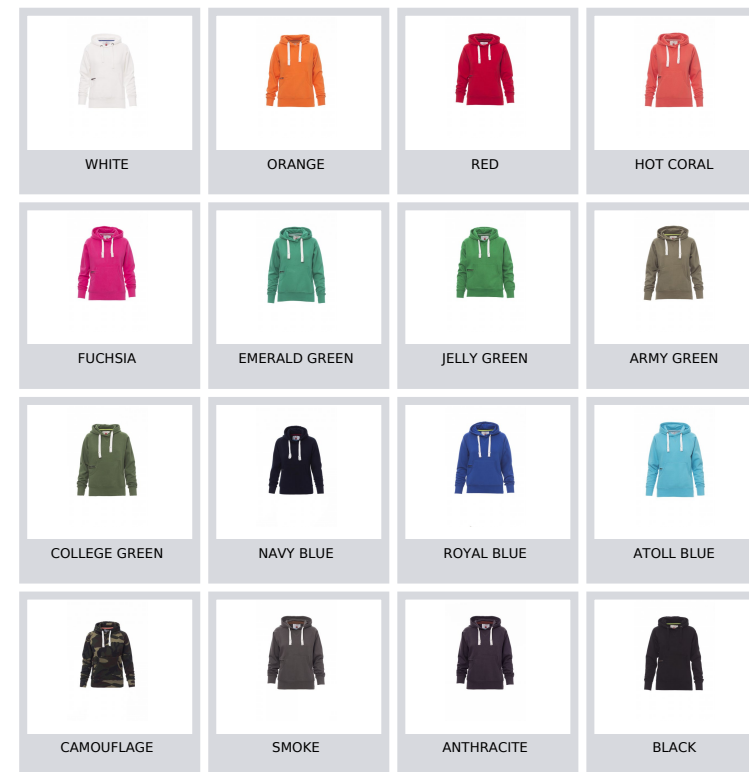 WHITE
ORANGE
RED
HOT CORAL
FUCHSIA
EMERALD GREEN
JELLY GREEN
ARMY GREEN
COLLEGE GREEN
NAVY BLUE
ROYAL BLUE
ATOLL BLUE
CAMOUFLAGE
SMOKE
ANTHRACITE
BLACK